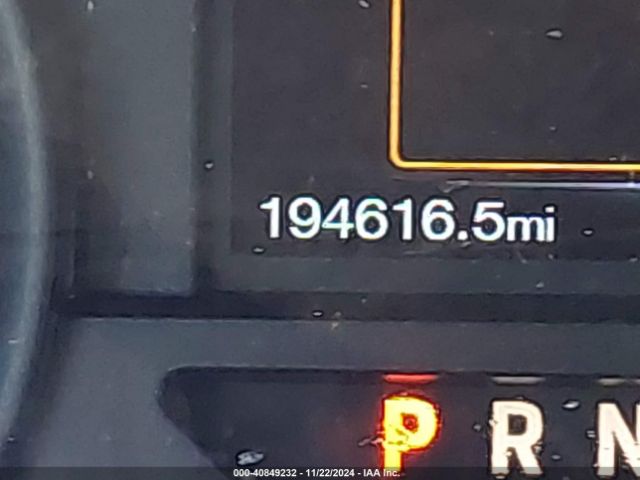 194616.5mi
P R N
000-40849232 - 11/22/2024 - IAA Inc.